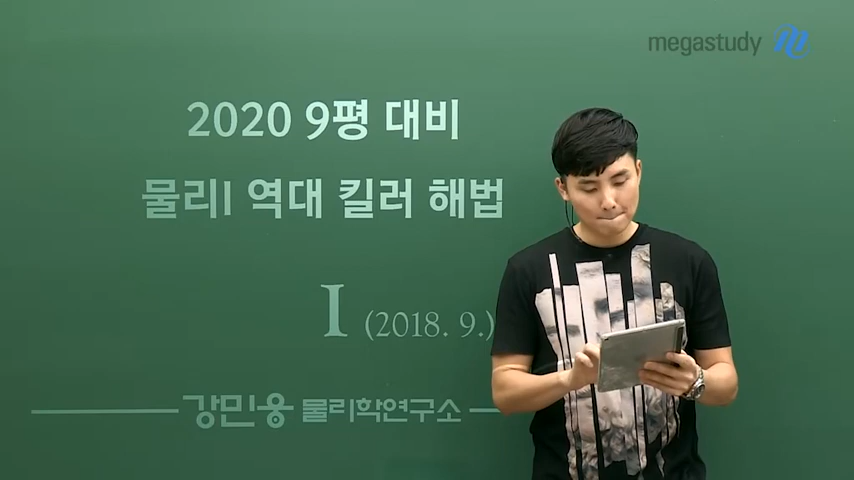 megastudy
2020 9평 대비
물리I 역대 킬러 해법
I (2018. 9.)
강민웅 물리학연구소